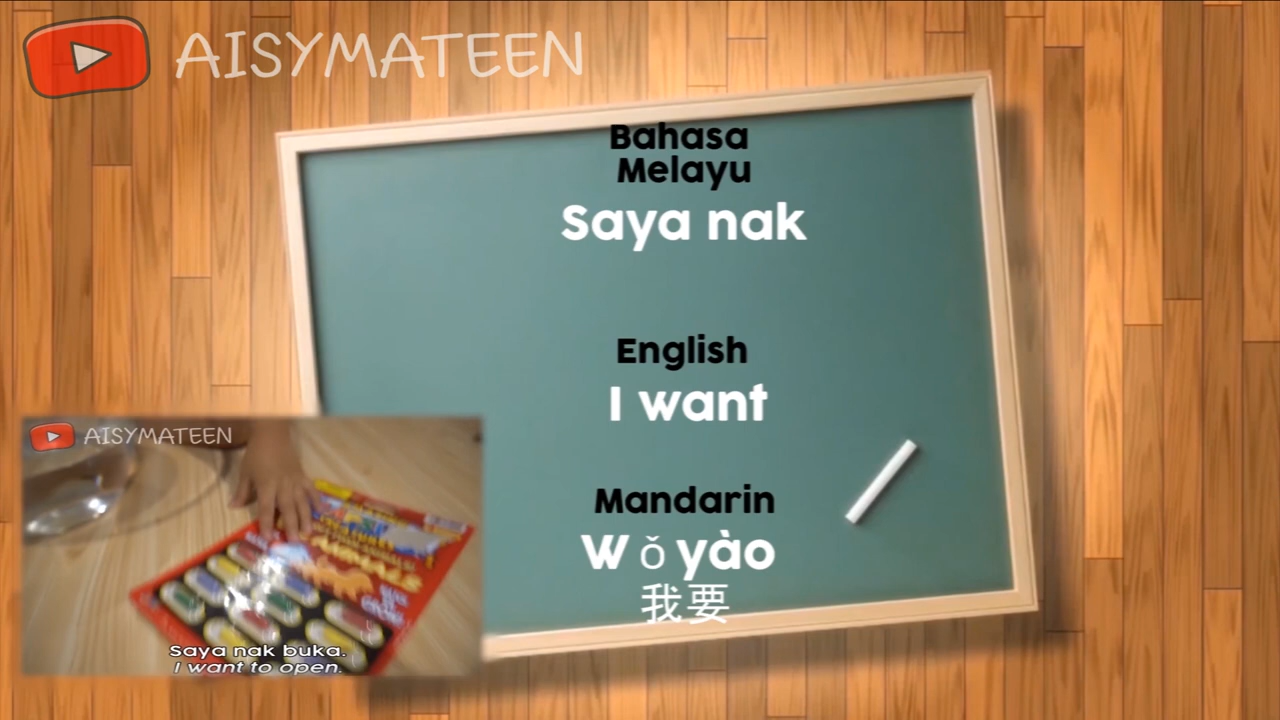 AISYMATEEN
Bahasa
Melayu
Saya nak
English
I want
Mandarin
Wǒ yào
我要
AISYMATEEN
Saya nak buka.
I want to open.